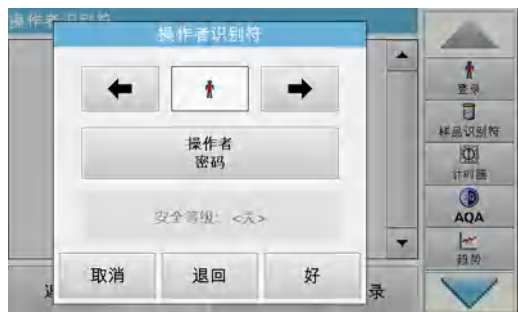 操作者识别符
操作者
密码
安全等级: <无>
取消
退回
好
录
登录
样品识别符
计时器
AQA
趋势